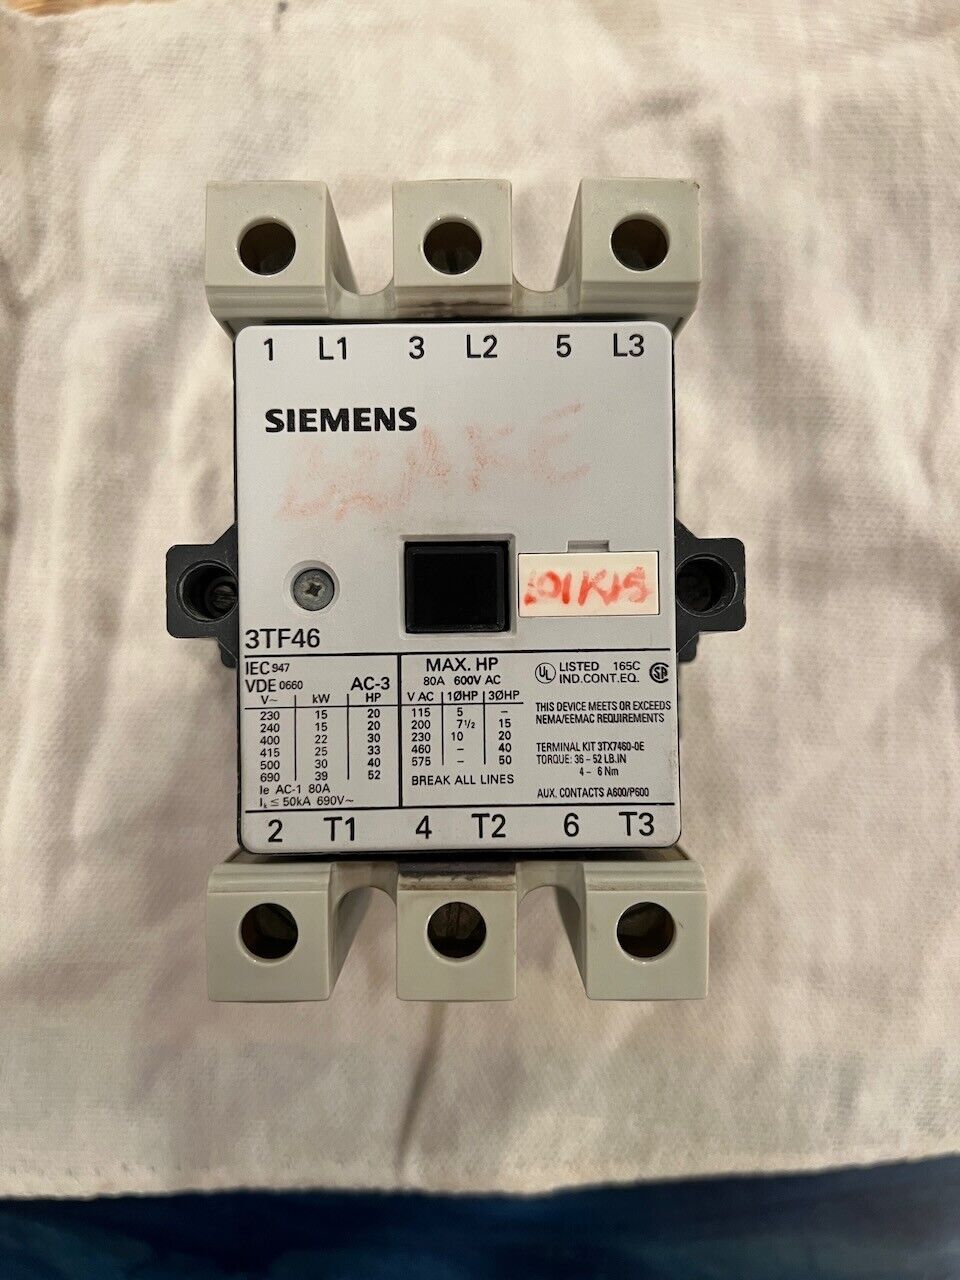 1 L1 3 L2 5 L3
SIEMENS
3TF46
IEC 947
VDE 0660 AC-3
V~ kW HP
230 15 20
240 15 20
400 22 30
415 25 33
500 30 40
690 39 52
Ie AC-1 80A
Ik ≤ 50kA 690V~
MAX. HP
80A 600V AC
V AC 1ØHP 3ØHP
115 5 –
200 7 1/2 15
230 10 20
460 – 40
575 – 50
BREAK ALL LINES
UL LISTED 165C
IND.CONT.EQ. SA
THIS DEVICE MEETS OR EXCEEDS
NEMA/EEMAC REQUIREMENTS
TERMINAL KIT 3TX7460-0E
TORQUE: 36 – 52 LB.IN
4 – 6 Nm
AUX. CONTACTS A600/P600
2 T1 4 T2 6 T3